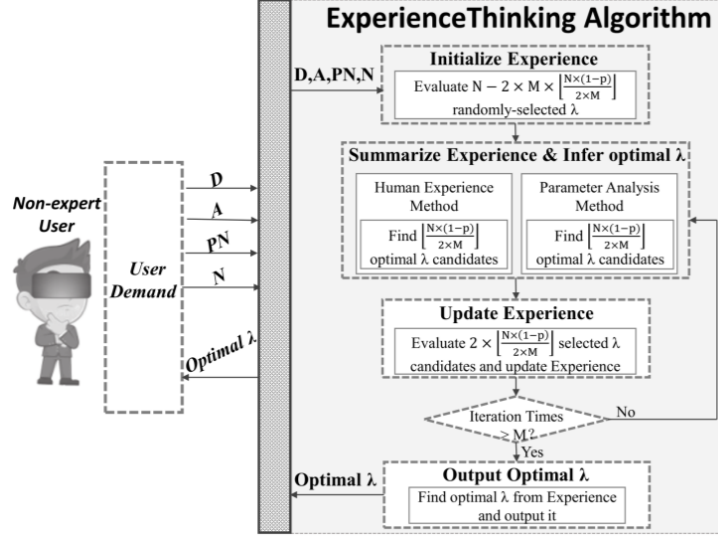 ExperienceThinking Algorithm
D,A,PN,N
Initialize Experience
Evaluate N − 2 × M × ⌊N×(1−p)/2×M⌋
randomly-selected λ
Summarize Experience & Infer optimal λ
Human Experience
Method
Find ⌊N×(1−p)/2×M⌋
optimal λ candidates
Parameter Analysis
Method
Find ⌊N×(1−p)/2×M⌋
optimal λ candidates
Update Experience
Evaluate 2 × ⌊N×(1−p)/2×M⌋ selected λ
candidates and update Experience
Iteration Times
≥ M?
No
Yes
Output Optimal λ
Find optimal λ from Experience
and output it
Optimal λ
Non-expert
User
User
Demand
D
A
PN
N
Optimal λ